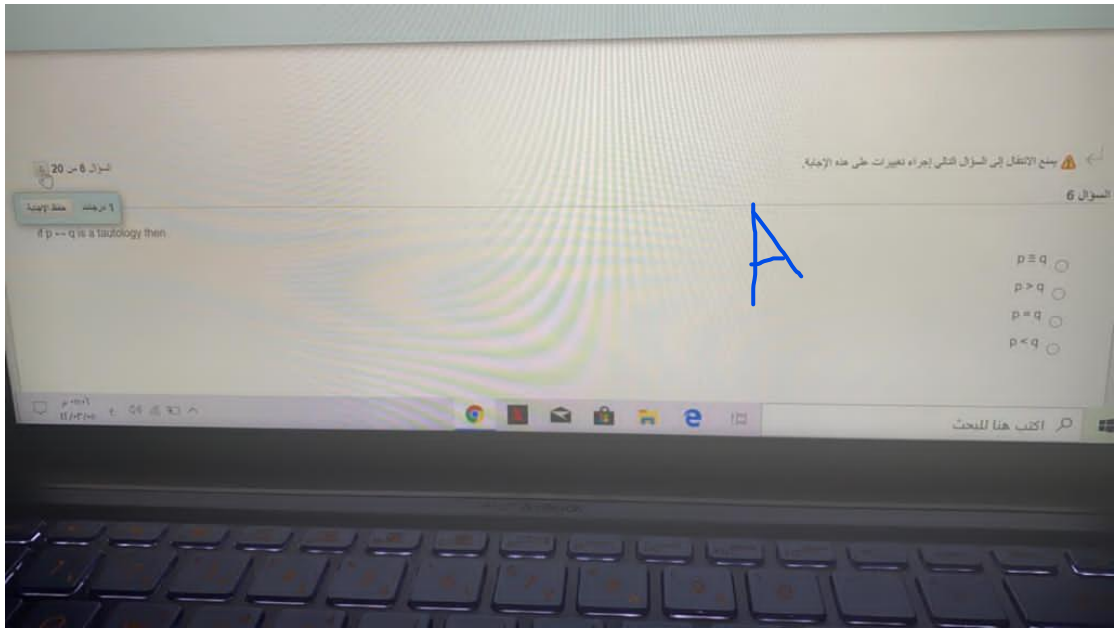 يمنع الانتقال إلى السؤال التالي إجراء تغييرات على هذه الإجابة.
السؤال 6 من 20
السؤال 6
1 درجات حفظ الإجابة
if p ↔ q is a tautology then
A
p ≡ q
p > q
p = q
p < q
اكتب هنا للبحث